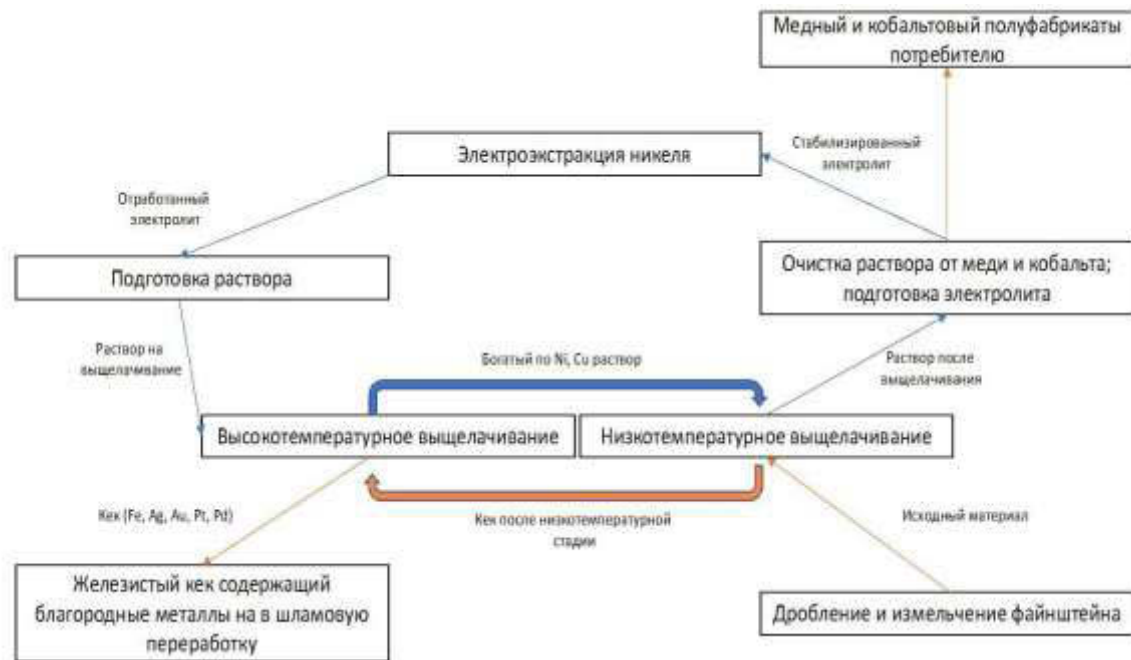 Медный и кобальтовый полуфабрикаты
потребителю
Электроэкстракция никеля
Стабилизированный
электролит
Отработанный
электролит
Подготовка раствора
Очистка раствора от меди и кобальта;
подготовка электролита
Раствор на
выщелачивание
Богатый по Ni, Cu раствор
Раствор после
выщелачивания
Высокотемпературное выщелачивание
Низкотемпературное выщелачивание
Кек (Fe, Ag, Au, Pt, Pd)
Кек после низкотемпературной
стадии
Исходный материал
Железистый кек содержащий
благородные металлы на в шламовую
переработку
Дробление и измельчение файнштейна